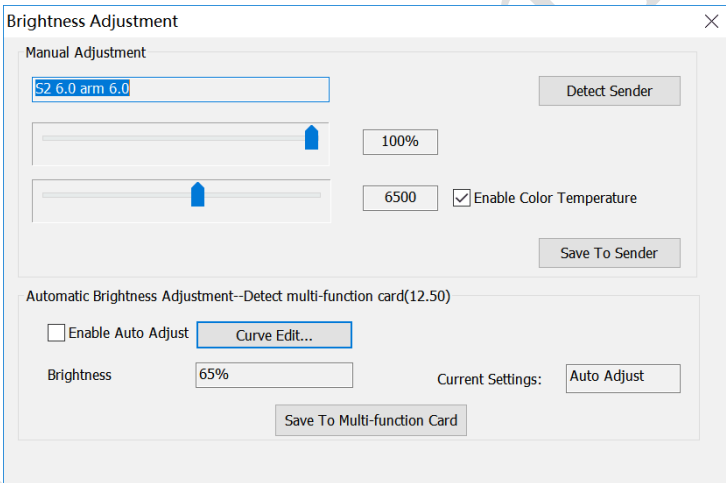 Brightness Adjustment
Manual Adjustment
S2 6.0 arm 6.0
Detect Sender
100%
6500
Enable Color Temperature
Save To Sender
Automatic Brightness Adjustment--Detect multi-function card(12.50)
Enable Auto Adjust
Curve Edit...
Brightness
65%
Current Settings:
Auto Adjust
Save To Multi-function Card